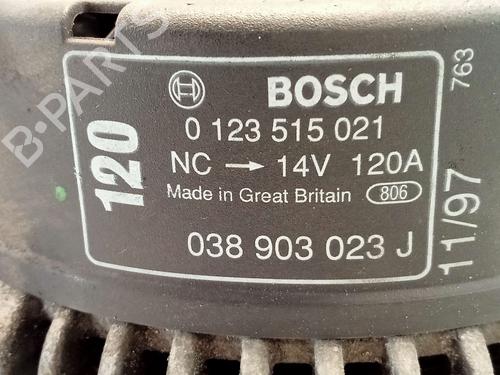 BOSCH
0 123 515 021
NC → 14V 120A
Made in Great Britain 806
038 903 023 J
120
11/97
763
B-PARTS